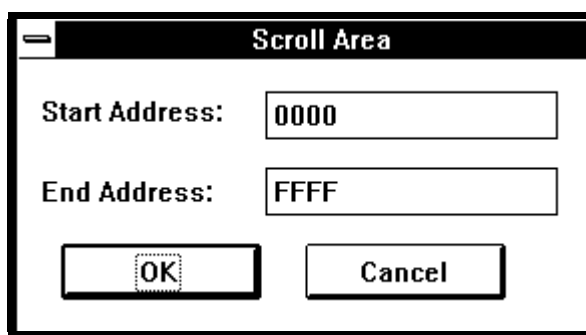 Scroll Area
Start Address: 0000
End Address: FFFF
OK Cancel